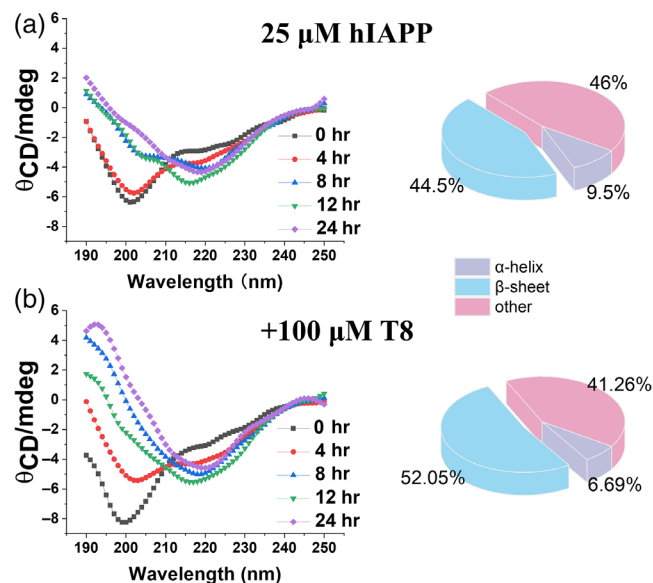 (a)
25 μM hIAPP
6
4
2
0
-2
-4
-6
-8
θCD/mdeg
0 hr
4 hr
8 hr
12 hr
24 hr
190 200 210 220 230 240 250
Wavelength (nm)
46%
44.5%
9.5%
α-helix
β-sheet
other
(b)
+100 μM T8
6
4
2
0
-2
-4
-6
-8
θCD/mdeg
0 hr
4 hr
8 hr
12 hr
24 hr
190 200 210 220 230 240 250
Wavelength (nm)
41.26%
52.05%
6.69%